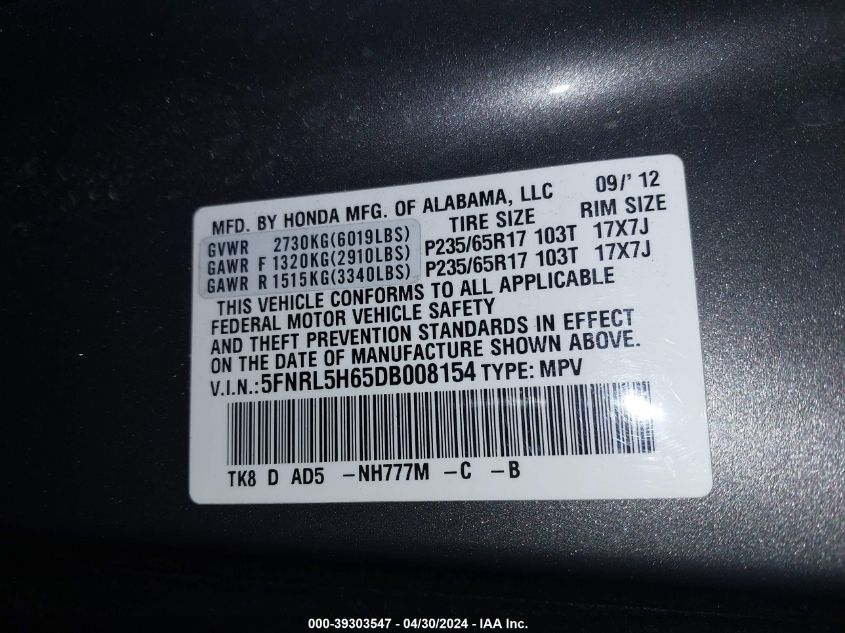 MFD. BY HONDA MFG. OF ALABAMA, LLC 09/' 12
TIRE SIZE RIM SIZE
GVWR 2730KG(6019LBS)
GAWR F 1320KG(2910LBS) P235/65R17 103T 17X7J
GAWR R 1515KG(3340LBS) P235/65R17 103T 17X7J
THIS VEHICLE CONFORMS TO ALL APPLICABLE
FEDERAL MOTOR VEHICLE SAFETY
AND THEFT PREVENTION STANDARDS IN EFFECT
ON THE DATE OF MANUFACTURE SHOWN ABOVE.
V.I.N.:5FNRL5H65DB008154 TYPE: MPV
TK8 D AD5 -NH777M -C -B
000-39303547 - 04/30/2024 - IAA Inc.